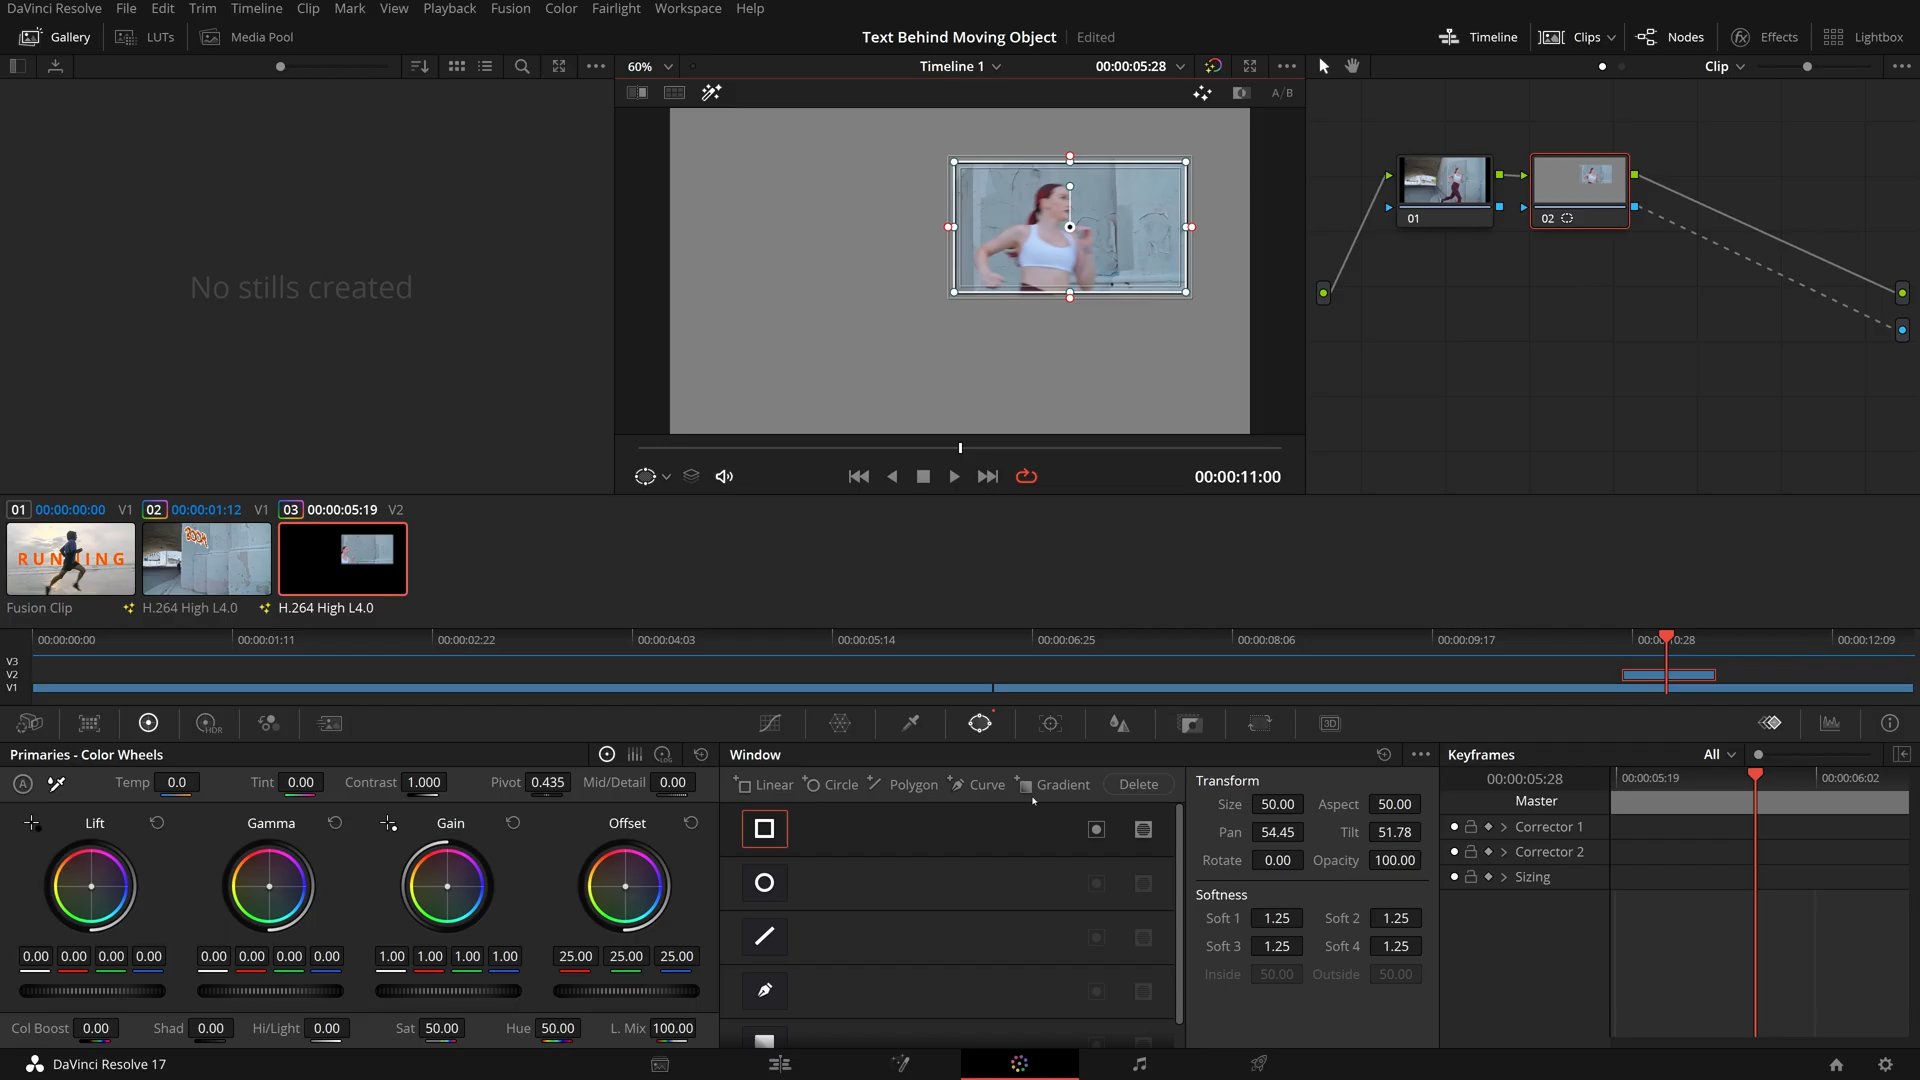 DaVinci Resolve File Edit Trim Timeline Clip Mark View Playback Fusion Color Fairlight Workspace Help
Gallery LUTs Media Pool Text Behind Moving Object Edited Timeline Clips Nodes Effects Lightbox
60% Timeline 1 00:00:05:28 Clip
A/B
No stills created
01
02
00:00:11:00
01 00:00:00:00 V1 02 00:00:01:12 V1 03 00:00:05:19 V2
RUNNING
BOOM
Fusion Clip H.264 High L4.0 H.264 High L4.0
00:00:00:00 00:00:01:11 00:00:02:22 00:00:04:03 00:00:05:14 00:00:06:25 00:00:08:06 00:00:09:17 00:00:10:28 00:00:12:09
V3
V2
V1
HDR
3D
Primaries - Color Wheels LOG Window Keyframes All
A Temp 0.0 Tint 0.00 Contrast 1.000 Pivot 0.435 Mid/Detail 0.00
Linear Circle Polygon Curve Gradient Delete
Transform
Size 50.00 Aspect 50.00
Pan 54.45 Tilt 51.78
Rotate 0.00 Opacity 100.00
Softness
Soft 1 1.25 Soft 2 1.25
Soft 3 1.25 Soft 4 1.25
Inside 50.00 Outside 50.00
00:00:05:28 00:00:05:19 00:00:06:02
Master
Corrector 1
Corrector 2
Sizing
Lift Gamma Gain Offset
0.00 0.00 0.00 0.00 0.00 0.00 0.00 0.00 1.00 1.00 1.00 1.00 25.00 25.00 25.00
Col Boost 0.00 Shad 0.00 Hi/Light 0.00 Sat 50.00 Hue 50.00 L. Mix 100.00
DaVinci Resolve 17